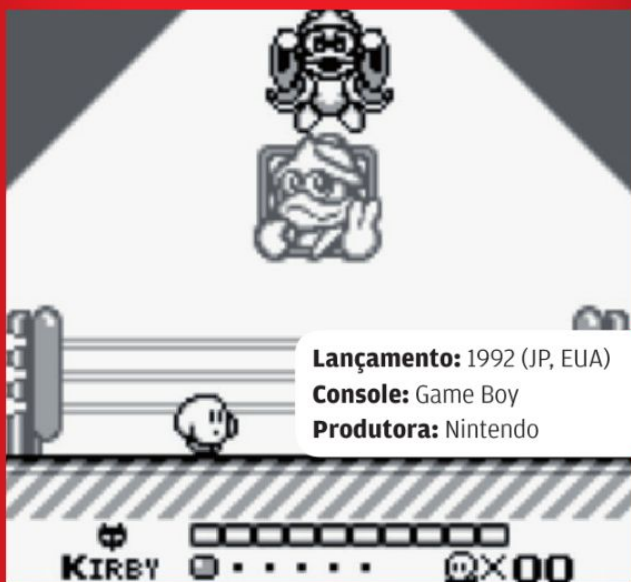 Lançamento: 1992 (JP, EUA)
Console: Game Boy
Produtora: Nintendo
KIRBY ×00